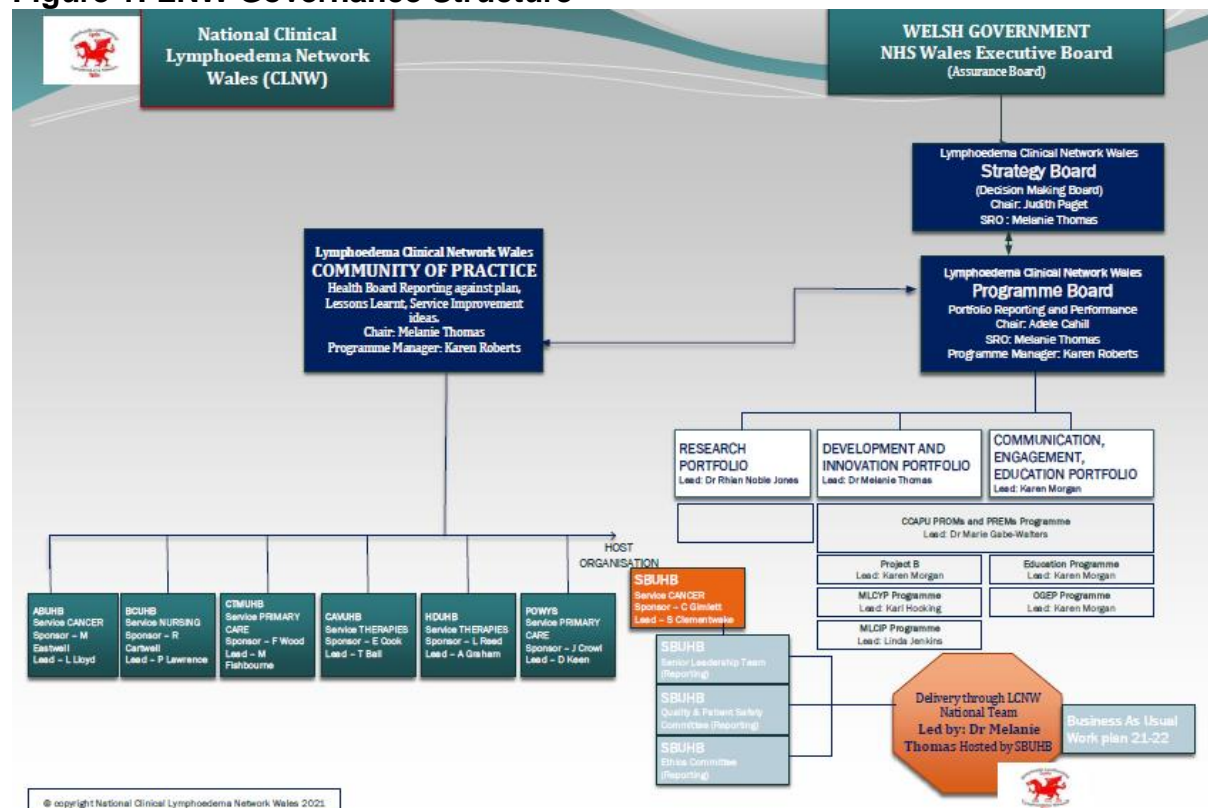 Figure 1: LNW Governance Structure
National Clinical
Lymphoedema Network
Wales (CLNW)
WELSH GOVERNMENT
NHS Wales Executive Board
(Assurance Board)
Lymphoedema Clinical Network Wales
Strategy Board
(Decision Making Board)
Chair: Judith Paget
SRO : Melanie Thomas
Lymphoedema Clinical Network Wales
COMMUNITY OF PRACTICE
Health Board Reporting against plan,
Lessons Learnt, Service Improvement
ideas.
Chair: Melanie Thomas
Programme Manager: Karen Roberts
Lymphoedema Clinical Network Wales
Programme Board
Portfolio Reporting and Performance
Chair: Adele Cahill
SRO: Melanie Thomas
Programme Manager: Karen Roberts
RESEARCH
PORTFOLIO
Lead: Dr Rhian Noble Jones
DEVELOPMENT AND
INNOVATION PORTFOLIO
Lead: Dr Melanie Thomas
COMMUNICATION,
ENGAGEMENT,
EDUCATION PORTFOLIO
Lead: Karen Morgan
CCAPU PROMs and PREMs Programme
Lead: Dr Marie Gabe-Walters
Project B
Lead: Karen Morgan
Education Programme
Lead: Karen Morgan
MLCYP Programme
Lead: Karl Hocking
OGEP Programme
Lead: Karen Morgan
MLCIP Programme
Lead: Linda Jenkins
HOST
ORGANISATION
ABUHB
Service CANCER
Sponsor – M
Eastwell
Lead – L Lloyd
BCUHB
Service NURSING
Sponsor – R
Cartwell
Lead – P Lawrence
CTMUHB
Service PRIMARY
CARE
Sponsor – F Wood
Lead – M
Fishbourne
CAVUHB
Service THERAPIES
Sponsor – E Cook
Lead – T Ball
HDUHB
Service THERAPIES
Sponsor – L Reed
Lead – A Graham
POWYS
Service PRIMARY
CARE
Sponsor – J Crowl
Lead – D Keen
SBUHB
Service CANCER
Sponsor – C Gimlett
Lead – S Clementwake
SBUHB
Senior Leadership Team
(Reporting)
SBUHB
Quality & Patient Safety
Committee (Reporting)
SBUHB
Ethics Committee
(Reporting)
Delivery through LCNW
National Team
Led by: Dr Melanie
Thomas Hosted by SBUHB
Business As Usual
Work plan 21-22
© copyright National Clinical Lymphoedema Network Wales 2021